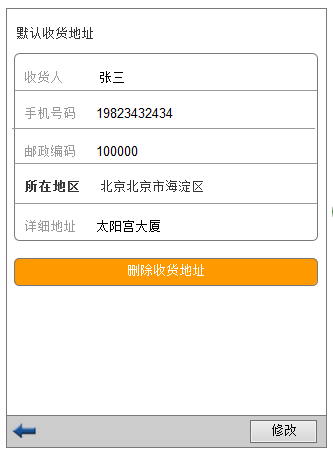 默认收货地址
收货人 张三
手机号码 19823432434
邮政编码 100000
所在地区 北京北京市海淀区
详细地址 太阳宫大厦
删除收货地址
修改